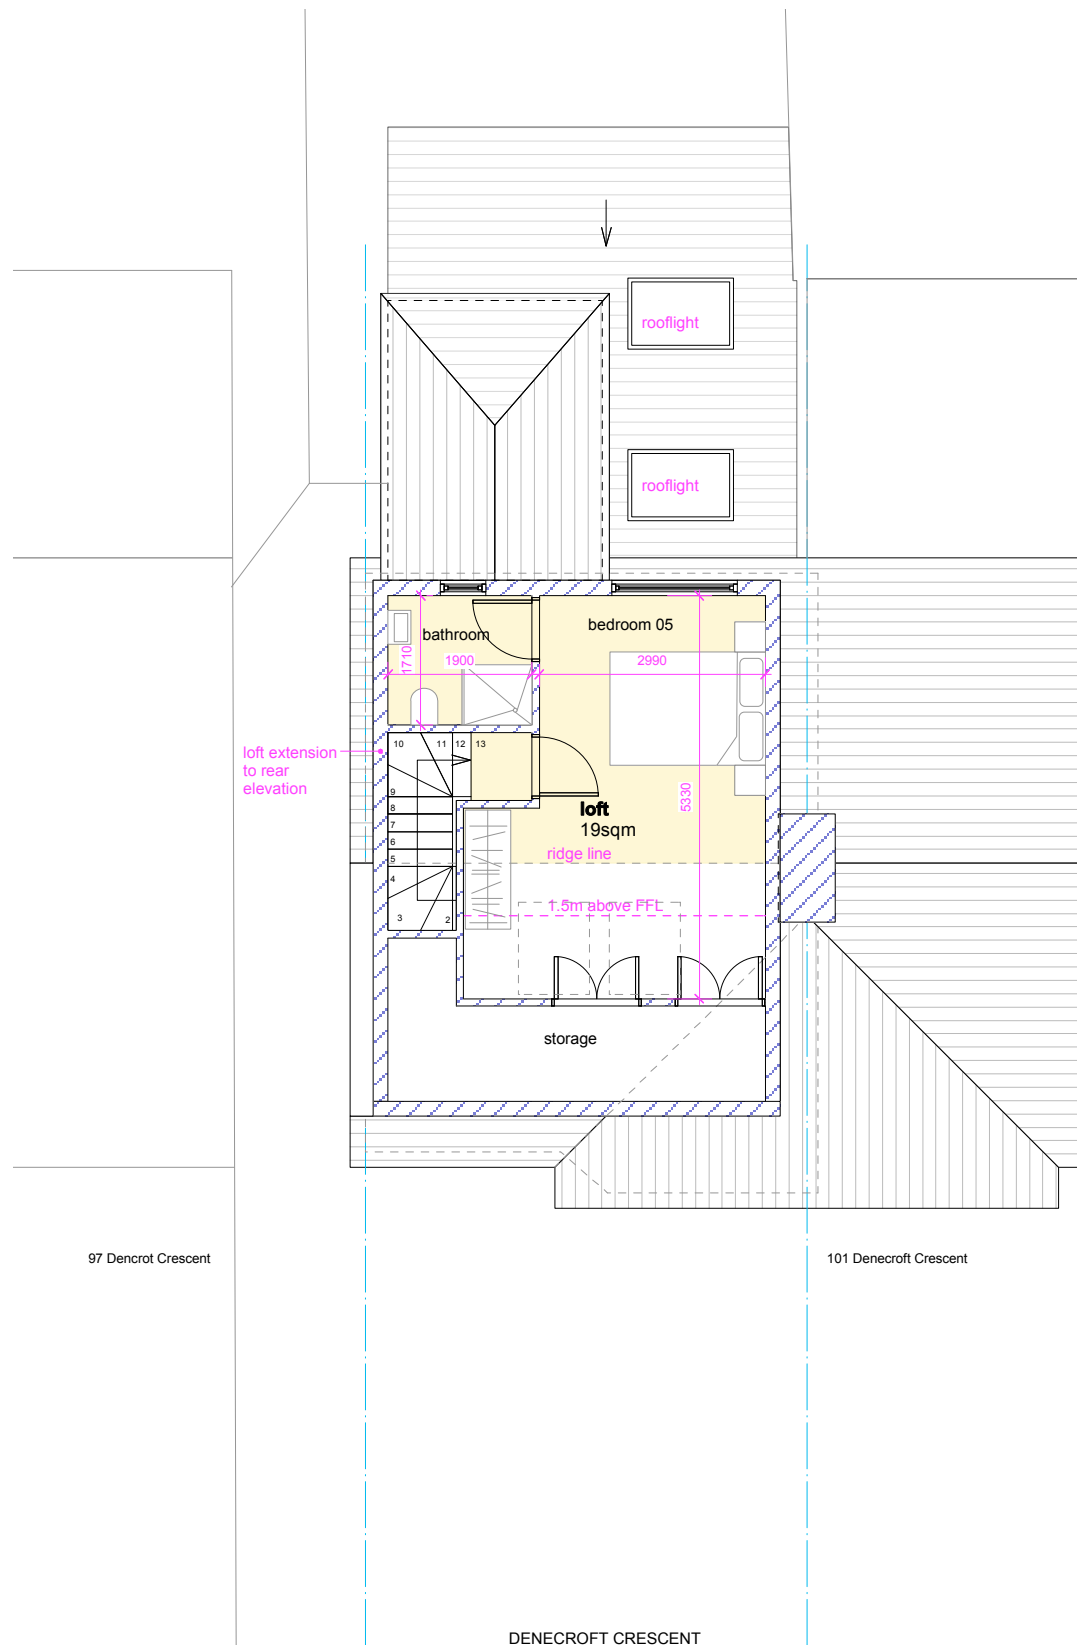 rooflight
rooflight
bathroom
bedroom 05
1710
1900
2990
loft extension
to rear
elevation
10
11
12
13
9
8
7
6
5
4
3
2
5330
loft
19sqm
ridge line
1.5m above FFL
storage
97 Dencrot Crescent
101 Denecroft Crescent
DENECROFT CRESCENT